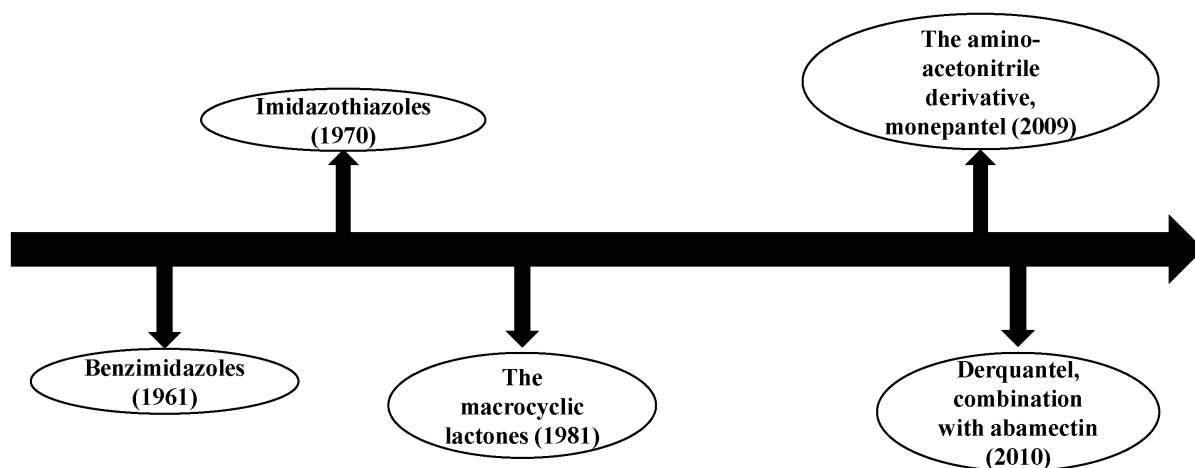 The amino-
acetonitrile
derivative,
monepantel (2009)
Imidazothiazoles
(1970)
Benzimidazoles
(1961)
The
macrocyclic
lactones (1981)
Derquantel,
combination
with abamectin
(2010)